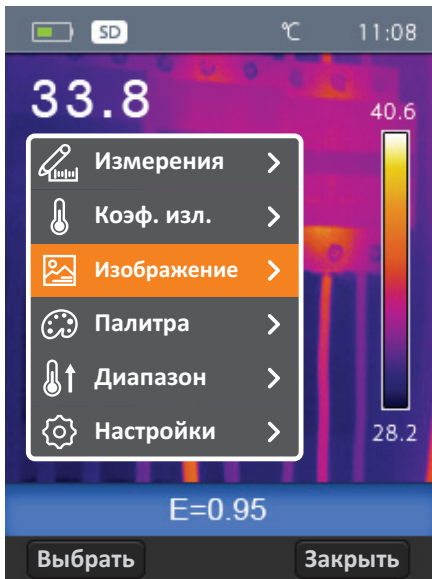 SD ℃ 11:08
33.8
40.6
Измерения
Коэф. изл.
Изображение
Палитра
Диапазон
Настройки
28.2
E=0.95
Выбрать Закрыть